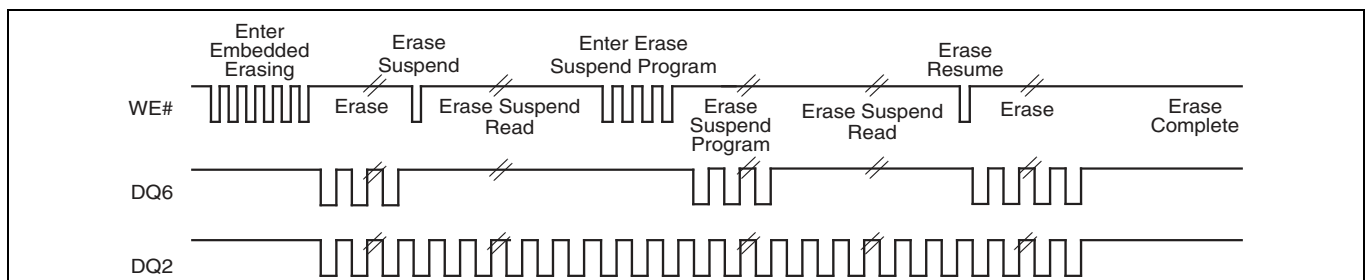 Enter
Embedded
Erasing
Erase
Suspend
Enter Erase
Suspend Program
Erase
Resume
WE#
Erase
Erase Suspend
Read
Erase
Suspend
Program
Erase Suspend
Read
Erase
Erase
Complete
DQ6
DQ2